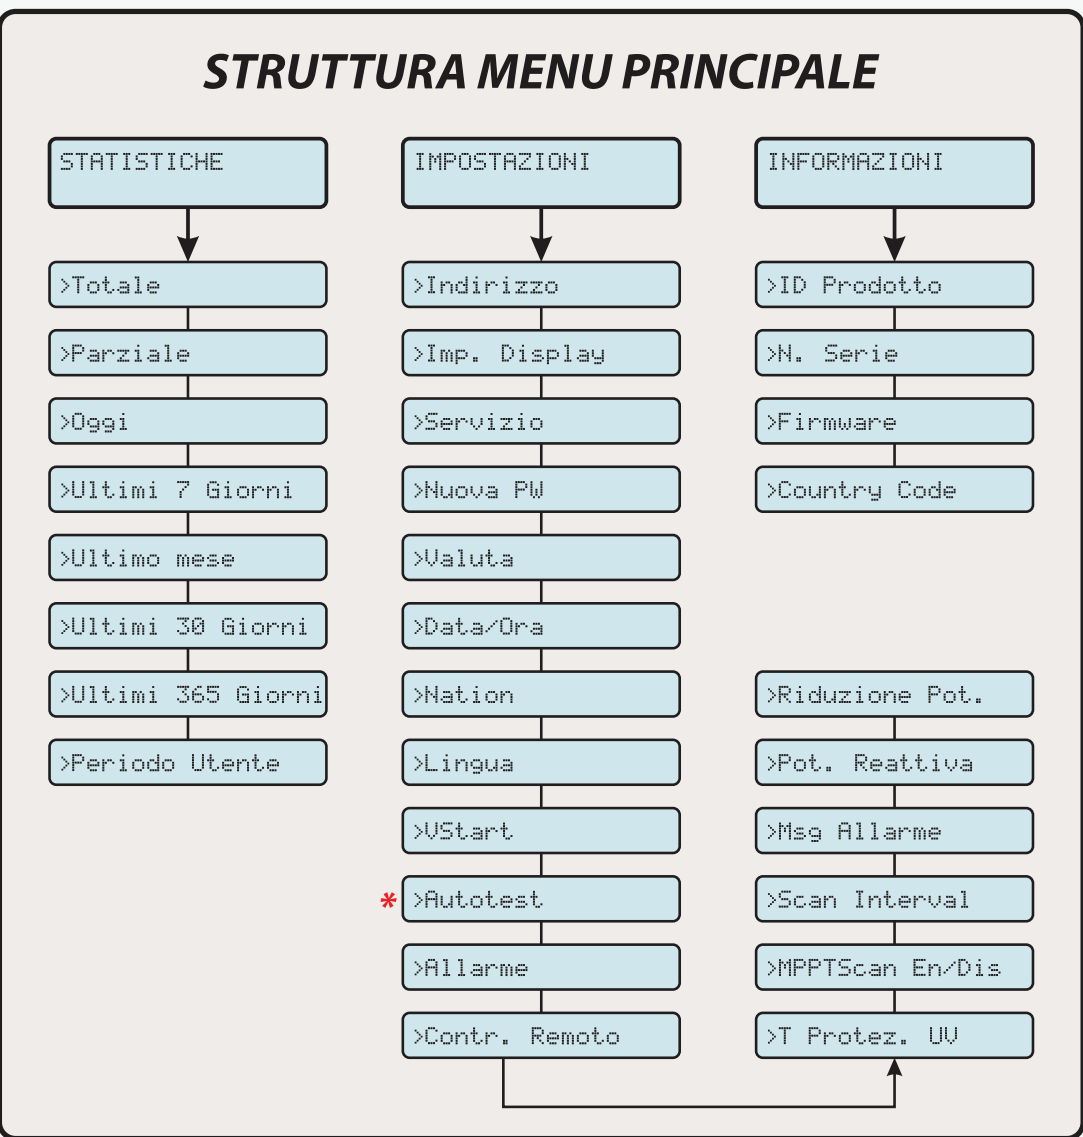 STRUTTURA MENU PRINCIPALE
STATISTICHE
>Totale
>Parziale
>Oggi
>Ultimi 7 Giorni
>Ultimo mese
>Ultimi 30 Giorni
>Ultimi 365 Giorni
>Periodo Utente
IMPOSTAZIONI
>Indirizzo
>Imp. Display
>Servizio
>Nuova PW
>Valuta
>Data/Ora
>Nation
>Lingua
>VStart
* >Autotest
>Allarme
>Contr. Remoto
INFORMAZIONI
>ID Prodotto
>N. Serie
>Firmware
>Country Code
>Riduzione Pot.
>Pot. Reattiva
>Msg Allarme
>Scan Interval
>MPPTScan En/Dis
>T Protez. UV